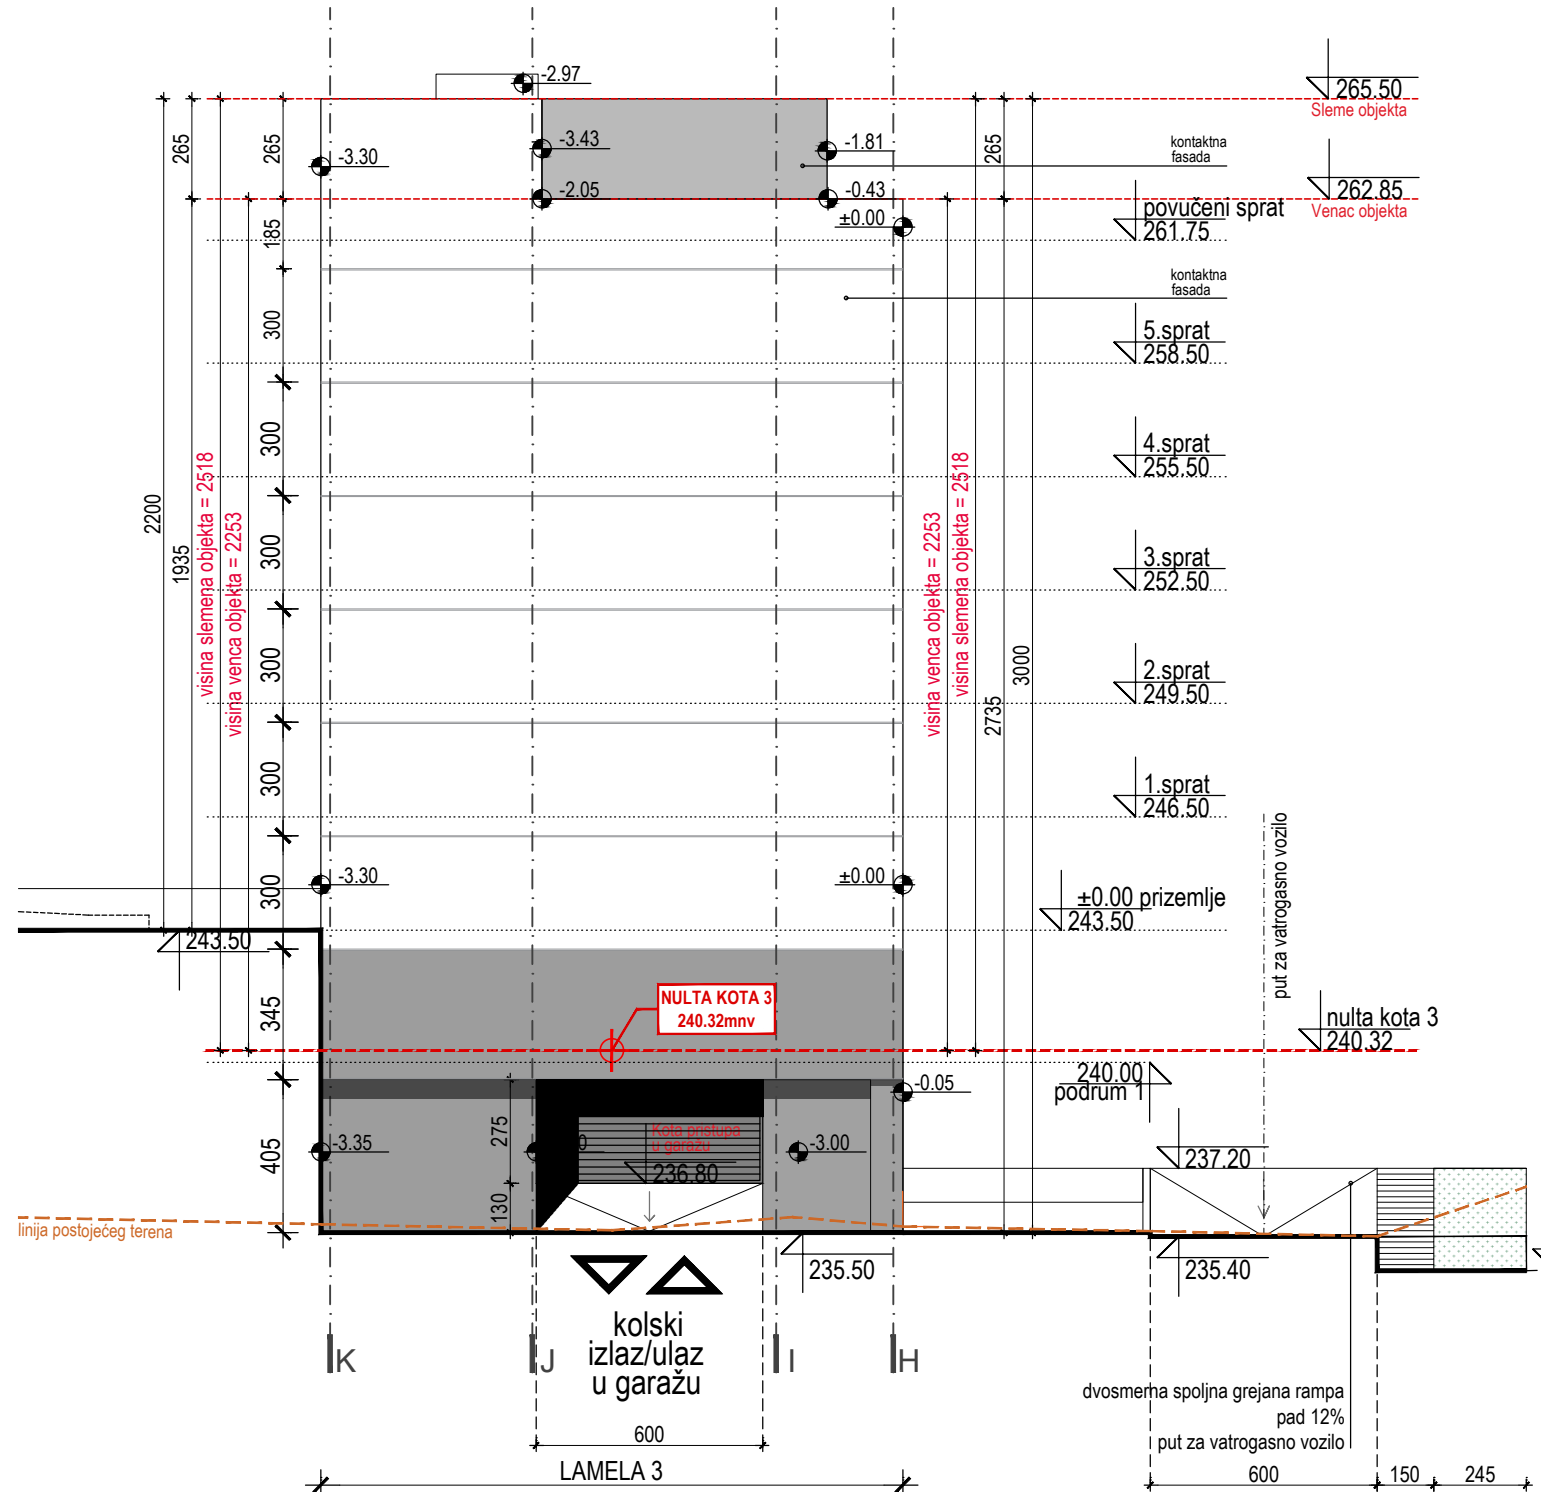 -2.97
265.50
Sleme objekta
265
265
-3.30
-3.43
-1.81
265
kontaktna
fasada
-2.05
-0.43
262.85
Venac objekta
±0.00
povučeni sprat
261.75
185
kontaktna
fasada
300
5.sprat
258.50
300
4.sprat
255.50
2200
1935
visina slemena objekta = 2518
visina venca objekta = 2253
300
visina venca objekta = 2253
visina slemena objekta = 2518
2735
3000
3.sprat
252.50
300
2.sprat
249.50
300
1.sprat
246.50
put za vatrogasno vozilo
300
-3.30
±0.00
±0.00 prizemlje
243.50
243.50
345
NULTA KOTA 3
240.32mnv
nulta kota 3
240.32
240.00
podrum 1
-0.05
405
-3.35
275
0
Kota pristupa
u garažu
236.80
-3.00
237.20
130
linija postojećeg terena
235.50
235.40
kolski
izlaz/ulaz
u garažu
K
J
I
H
dvosmerna spoljna grejana rampa
pad 12%
put za vatrogasno vozilo
600
LAMELA 3
600
150
245